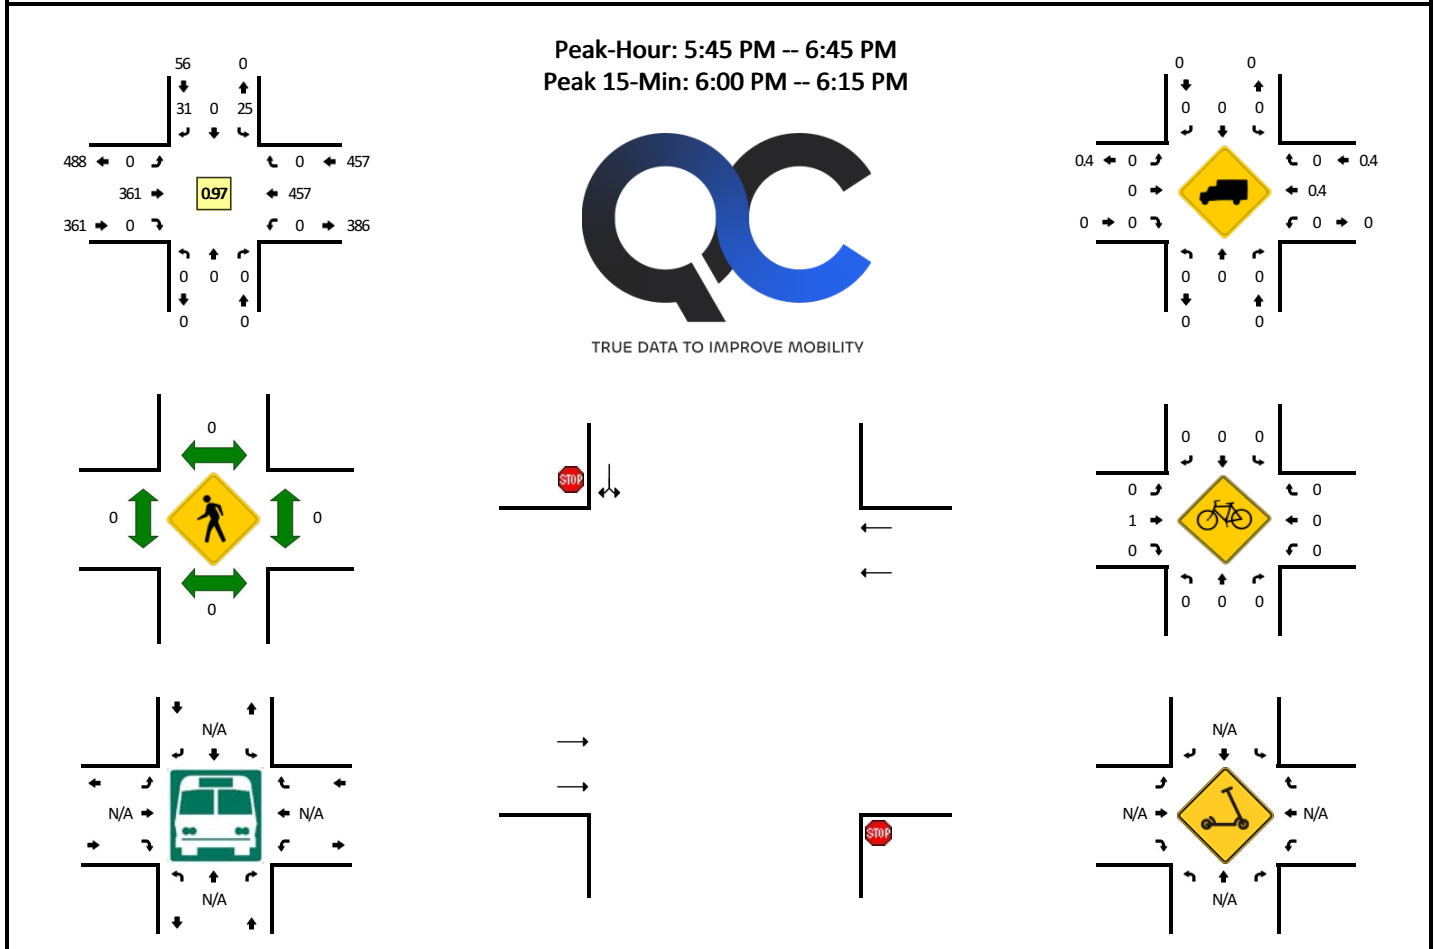 Peak-Hour: 5:45 PM -- 6:45 PM
Peak 15-Min: 6:00 PM -- 6:15 PM
56 0
31 0 25
488 0 0 457
361 0.97 457
361 0 0 386
0 0 0
0 0
TRUE DATA TO IMPROVE MOBILITY
0 0
0 0 0
0.4 0 0 0.4
0 0.4
0 0 0 0
0 0 0
0 0
0
0 0
0
STOP
STOP
0 0 0
0 0
1 0
0 0
0 0 0
N/A
N/A N/A
N/A
N/A
N/A N/A
N/A